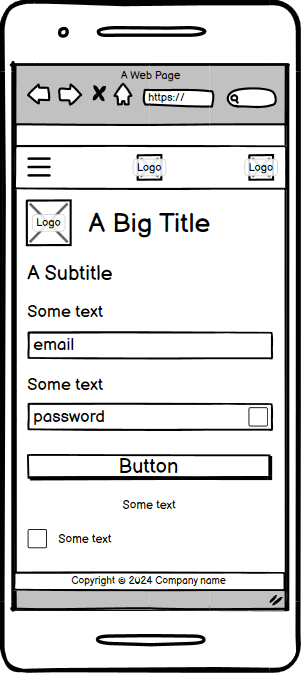 A Web Page
https://
Logo
Logo
Logo
A Big Title
A Subtitle
Some text
email
Some text
password
Button
Some text
Some text
Copyright © 2024 Company name